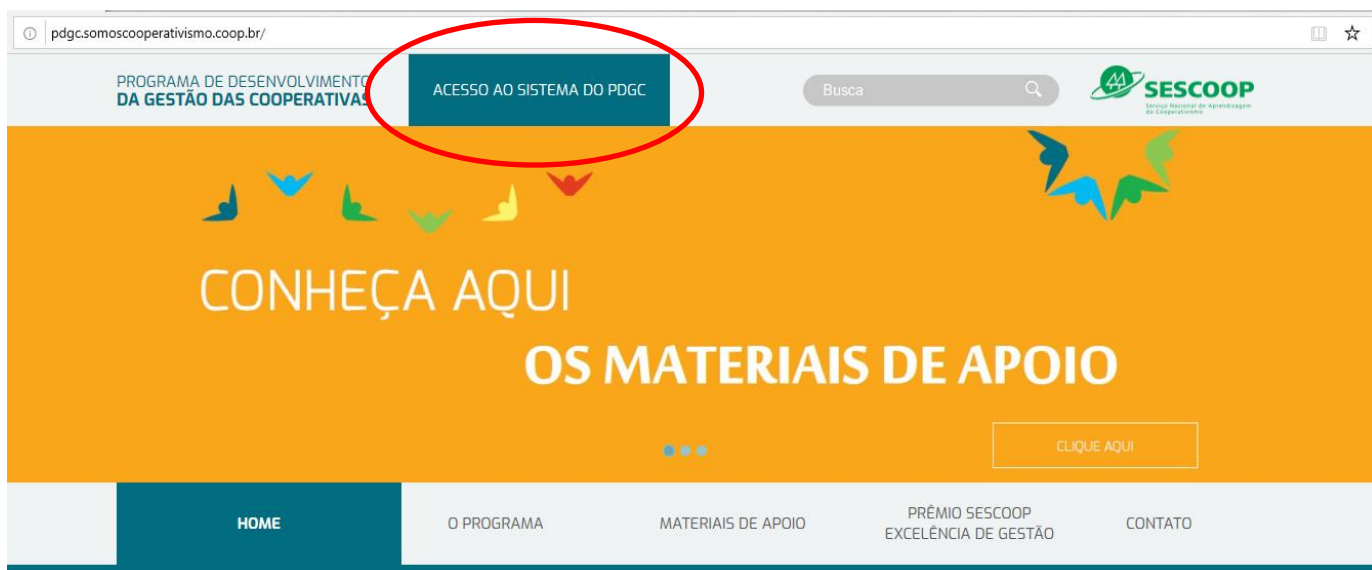 pdgc.somoscooperativismo.coop.br/
PROGRAMA DE DESENVOLVIMENTO
DA GESTÃO DAS COOPERATIVAS
ACESSO AO SISTEMA DO PDGC
Busca
SESCOOP
Serviço Nacional de Aprendizagem
do Cooperativismo
CONHEÇA AQUI
OS MATERIAIS DE APOIO
CLIQUE AQUI
HOME
O PROGRAMA
MATERIAIS DE APOIO
PRÊMIO SESCOOP
EXCELÊNCIA DE GESTÃO
CONTATO